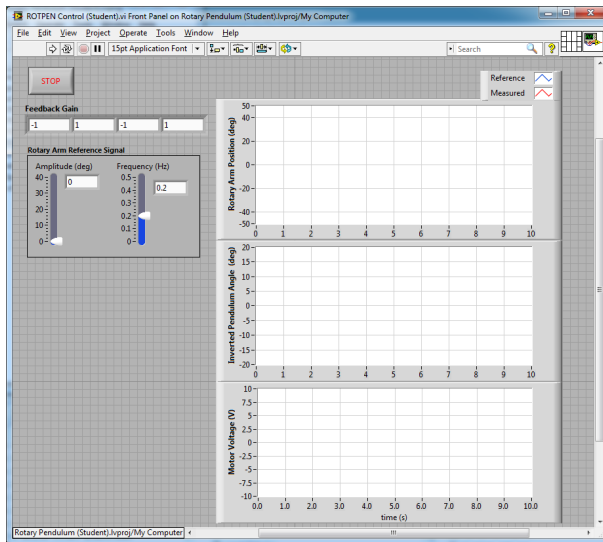 ROTPEN Control (Student).vi Front Panel on Rotary Pendulum (Student).lvproj/My Computer
File Edit View Project Operate Tools Window Help
15pt Application Font
Search
STOP
Reference
Measured
Feedback Gain
-1 1 -1 1
Rotary Arm Reference Signal
Amplitude (deg) Frequency (Hz)
0
0.2
40
30
20
10
0
0.5
0.4
0.3
0.2
0.1
0
Rotary Arm Position (deg)
50
40
20
0
-20
-40
-50
0 1 2 3 4 5 6 7 8 9 10
Inverted Pendulum Angle (deg)
20
15
10
5
0
-5
-10
-15
-20
0 1 2 3 4 5 6 7 8 9 10
Motor Voltage (V)
10
7.5
5
2.5
0
-2.5
-5
-7.5
-10
0.0 1.0 2.0 3.0 4.0 5.0 6.0 7.0 8.0 9.0 10.0
time (s)
Rotary Pendulum (Student).lvproj/My Computer